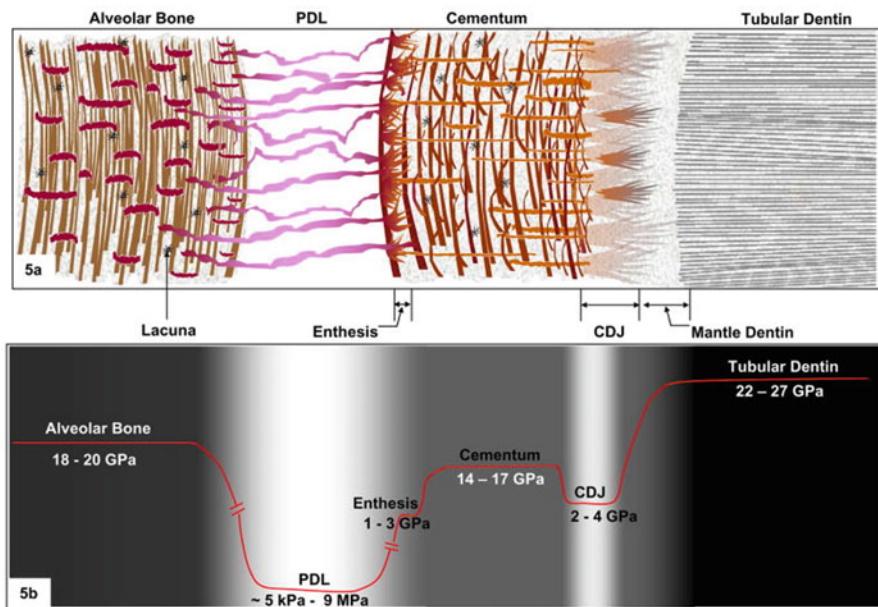 Alveolar Bone PDL Cementum Tubular Dentin
5a
Lacuna Enthesis CDJ Mantle Dentin
Tubular Dentin
22 – 27 GPa
Alveolar Bone
18 - 20 GPa
Cementum
14 – 17 GPa
Enthesis
1 - 3 GPa
CDJ
2 - 4 GPa
PDL
~ 5 kPa - 9 MPa
5b